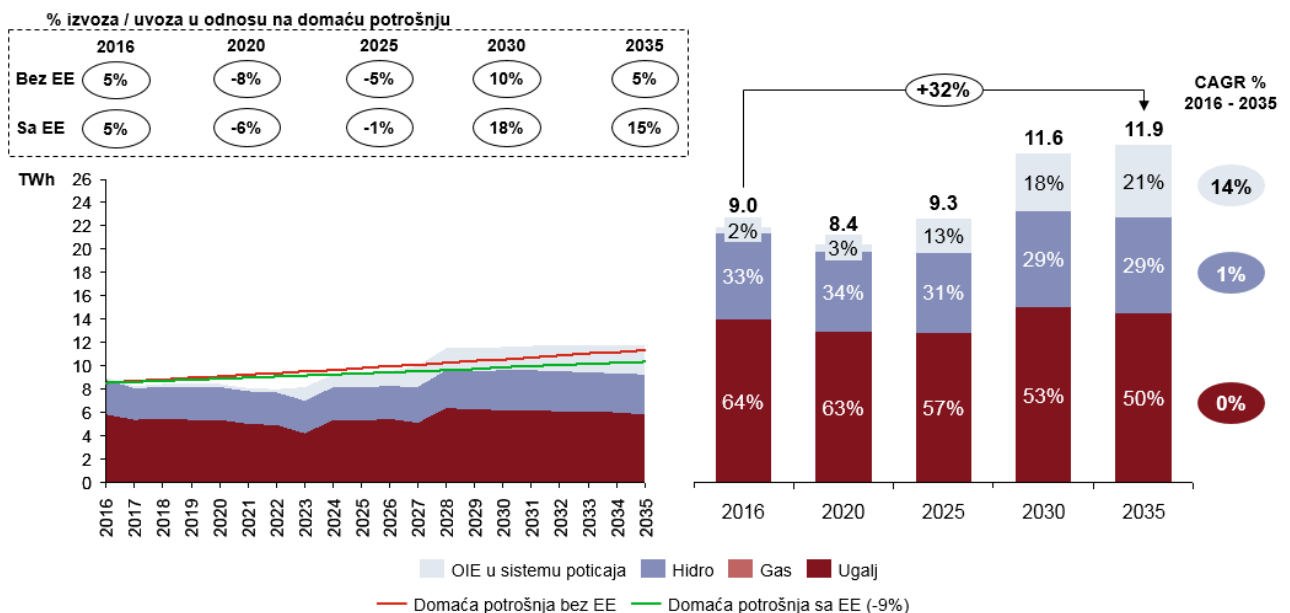 % izvoza / uvoza u odnosu na domaću potrošnju
2016 2020 2025 2030 2035
Bez EE 5% -8% -5% 10% 5%
Sa EE 5% -6% -1% 18% 15%
TWh
26
24
22
20
18
16
14
12
10
8
6
4
2
0
2016 2017 2018 2019 2020 2021 2022 2023 2024 2025 2026 2027 2028 2029 2030 2031 2032 2033 2034 2035
+32%
CAGR %
2016 - 2035
9.0 8.4 9.3 11.6 11.9
2% 3% 13% 18% 21% 14%
33% 34% 31% 29% 29% 1%
64% 63% 57% 53% 50% 0%
2016 2020 2025 2030 2035
OIE u sistemu poticaja Hidro Gas Ugalj
Domaća potrošnja bez EE Domaća potrošnja sa EE (-9%)